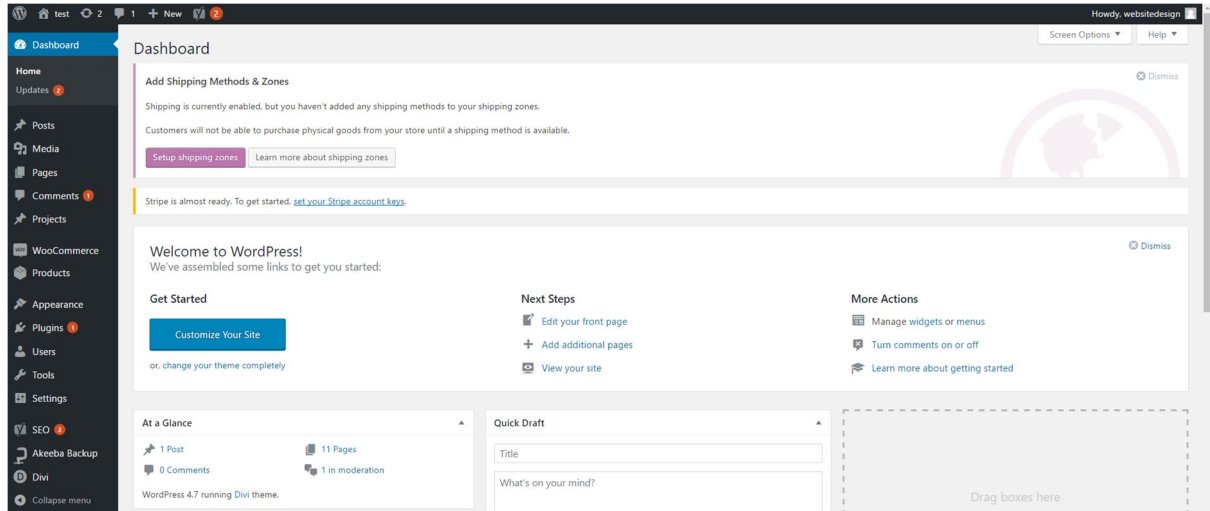 test 2 1 + New 2
Howdy, websitedesign
Screen Options ▼ Help ▼
Dashboard
Home
Updates 2
Posts
Media
Pages
Comments 1
Projects
WooCommerce
Products
Appearance
Plugins 1
Users
Tools
Settings
SEO 2
Akeeba Backup
Divi
Collapse menu
Dashboard
Add Shipping Methods & Zones
Dismiss
Shipping is currently enabled, but you haven't added any shipping methods to your shipping zones.
Customers will not be able to purchase physical goods from your store until a shipping method is available.
Setup shipping zones Learn more about shipping zones
Stripe is almost ready. To get started, set your Stripe account keys.
Welcome to WordPress!
Dismiss
We've assembled some links to get you started:
Get Started
Customize Your Site
or, change your theme completely
Next Steps
Edit your front page
Add additional pages
View your site
More Actions
Manage widgets or menus
Turn comments on or off
Learn more about getting started
At a Glance
1 Post 11 Pages
0 Comments 1 in moderation
WordPress 4.7 running Divi theme.
Quick Draft
Title
What's on your mind?
Drag boxes here